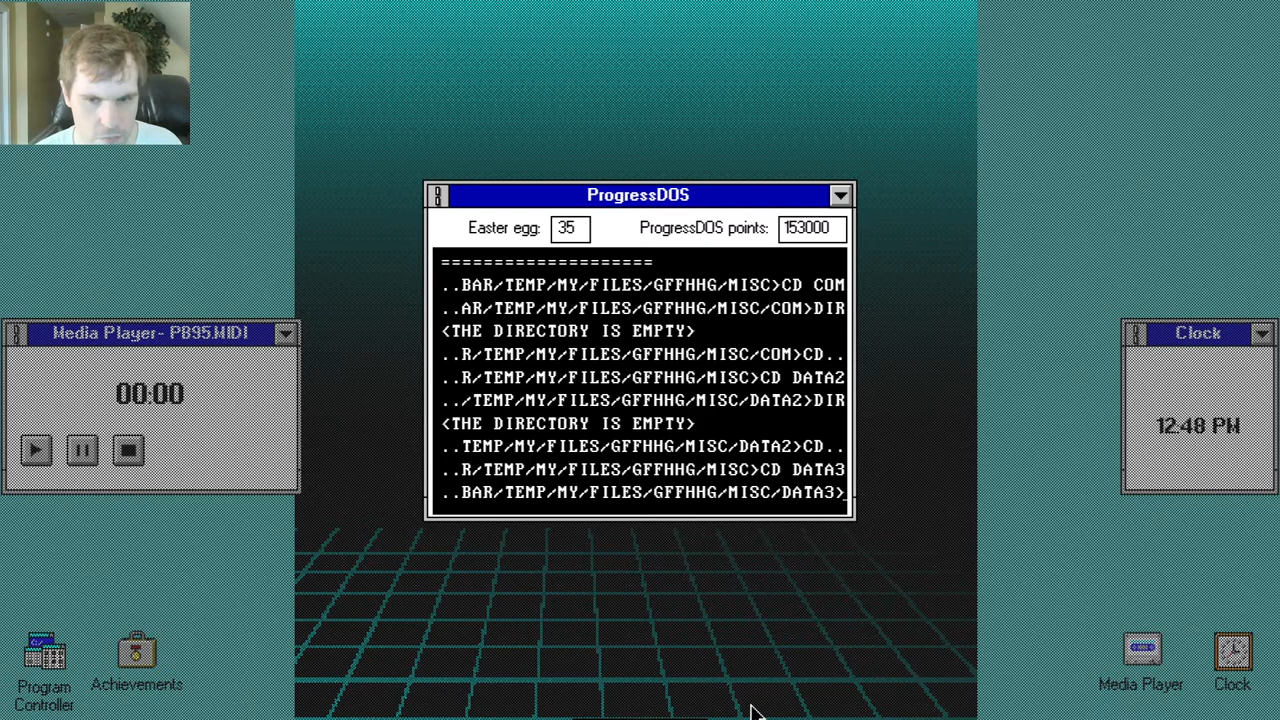 ProgressDOS
Easter egg: 35 ProgressDOS points: 153000
====================
..BAR/TEMP/MY/FILES/GFFHHG/MISC>CD COM
..AR/TEMP/MY/FILES/GFFHHG/MISC/COM>DIR
<THE DIRECTORY IS EMPTY>
..R/TEMP/MY/FILES/GFFHHG/MISC/COM>CD..
..R/TEMP/MY/FILES/GFFHHG/MISC>CD DATA2
../TEMP/MY/FILES/GFFHHG/MISC/DATA2>DIR
<THE DIRECTORY IS EMPTY>
..TEMP/MY/FILES/GFFHHG/MISC/DATA2>CD..
..R/TEMP/MY/FILES/GFFHHG/MISC>CD DATA3
..BAR/TEMP/MY/FILES/GFFHHG/MISC/DATA3>_
Media Player- PB95.MIDI
00:00
Clock
12:48 PM
Program
Controller
Achievements
Media Player
Clock